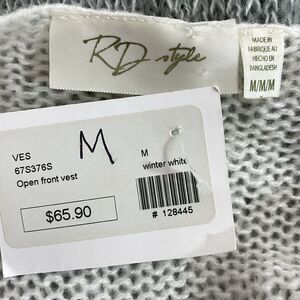 RD style
MADE IN
FABRIQUÉ AU
HECHO EN
BANGLADESH
M/M/M
M
VES
67S376S
Open front vest
$65.90
M
winter white
# 128445